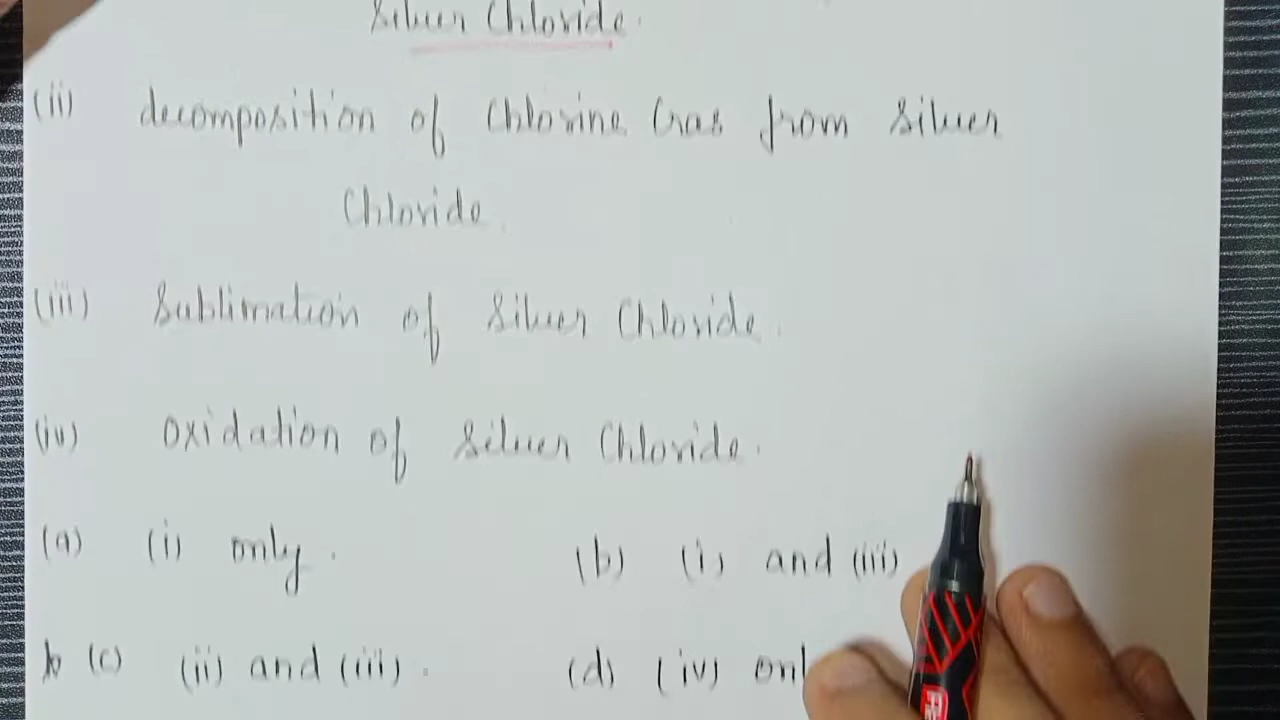 Silver Chloride.
(ii) decomposition of Chlorine Gas from Silver
Chloride.
(iii) Sublimation of Silver Chloride.
(iv) oxidation of Silver Chloride.
(a) (i) only. (b) (i) and (iii)
(c) (ii) and (iii). (d) (iv)